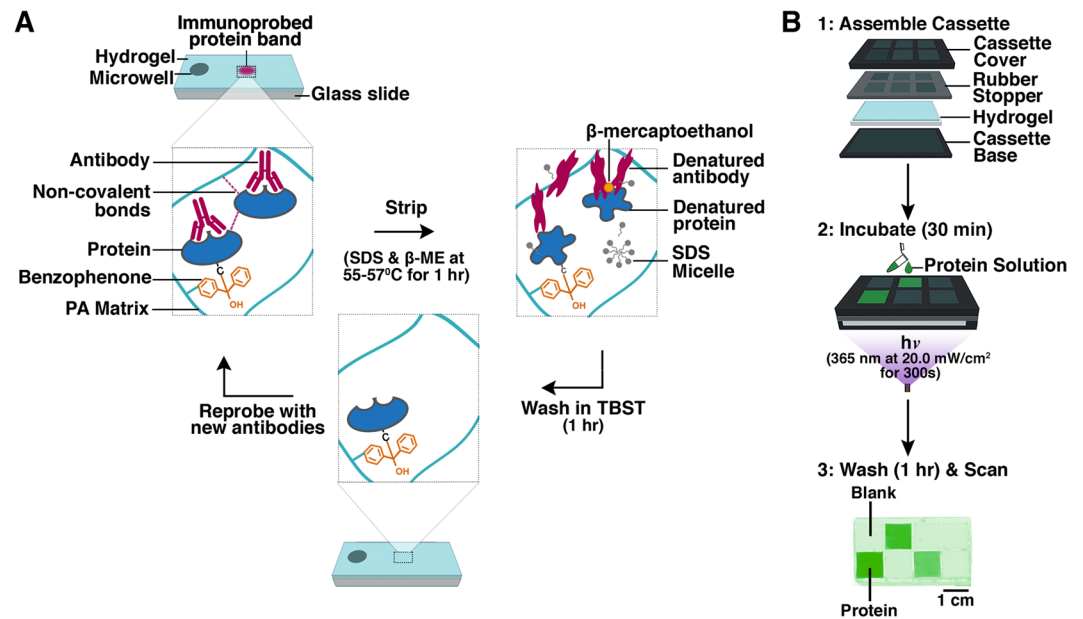 A
Immunoprobed
protein band
Hydrogel
Microwell
Glass slide
Antibody
Non-covalent
bonds
Protein
Benzophenone
PA Matrix
C
OH
Strip
(SDS & β-ME at
55-57⁰C for 1 hr)
β-mercaptoethanol
Denatured
antibody
Denatured
protein
SDS
Micelle
C
OH
Wash in TBST
(1 hr)
C
OH
Reprobe with
new antibodies
B
1: Assemble Cassette
Cassette
Cover
Rubber
Stopper
Hydrogel
Cassette
Base
2: Incubate (30 min)
Protein Solution
hν
(365 nm at 20.0 mW/cm²
for 300s)
3: Wash (1 hr) & Scan
Blank
Protein
1 cm